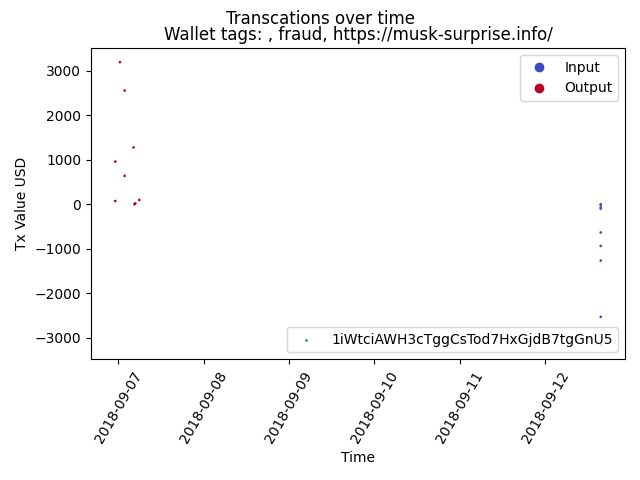 Transcations over time
Wallet tags: , fraud, https://musk-surprise.info/
3000
2000
1000
0
−1000
−2000
−3000
Tx Value USD
Input
Output
1iWtciAWH3cTggCsTod7HxGjdB7tgGnU5
2018-09-07
2018-09-08
2018-09-09
2018-09-10
2018-09-11
2018-09-12
Time